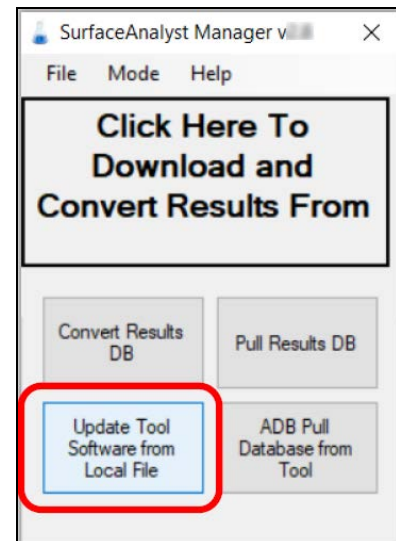 SurfaceAnalyst Manager v
File Mode Help
Click Here To
Download and
Convert Results From
Convert Results
DB
Pull Results DB
Update Tool
Software from
Local File
ADB Pull
Database from
Tool